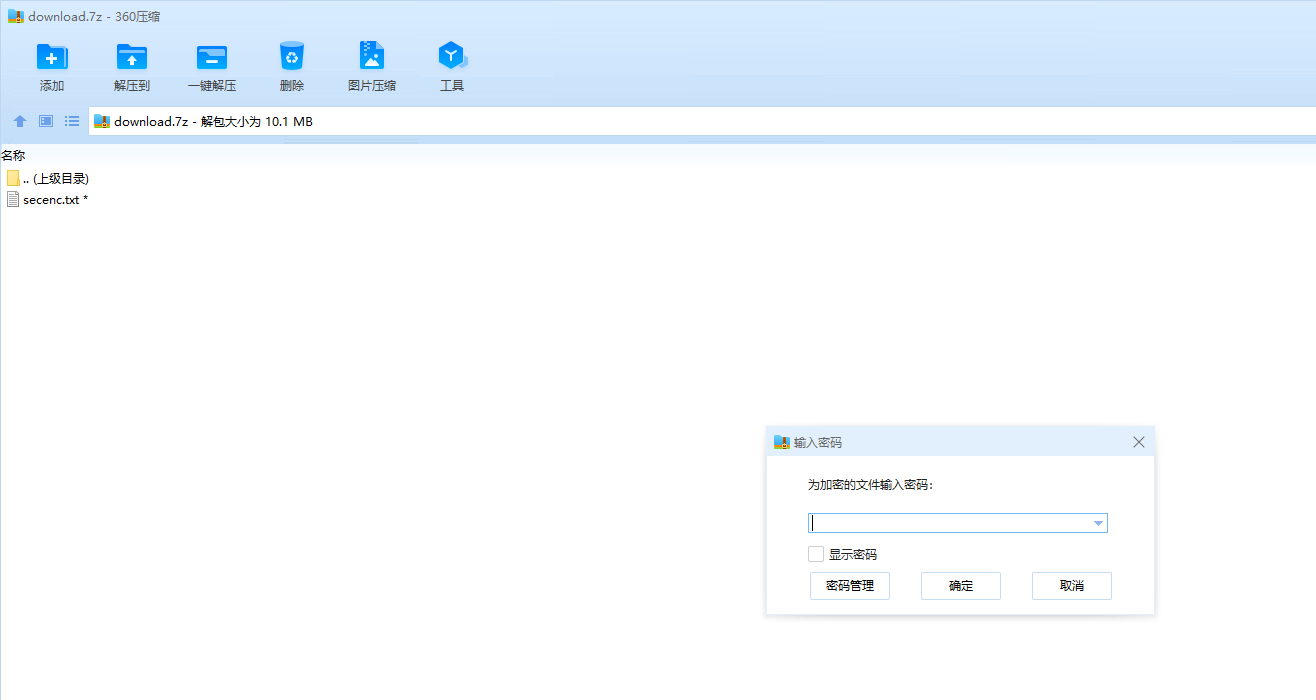 download.7z - 360压缩
添加 解压到 一键解压 删除 图片压缩 工具
download.7z - 解包大小为 10.1 MB
名称
.. (上级目录)
secenc.txt *
输入密码
为加密的文件输入密码:
显示密码
密码管理 确定 取消